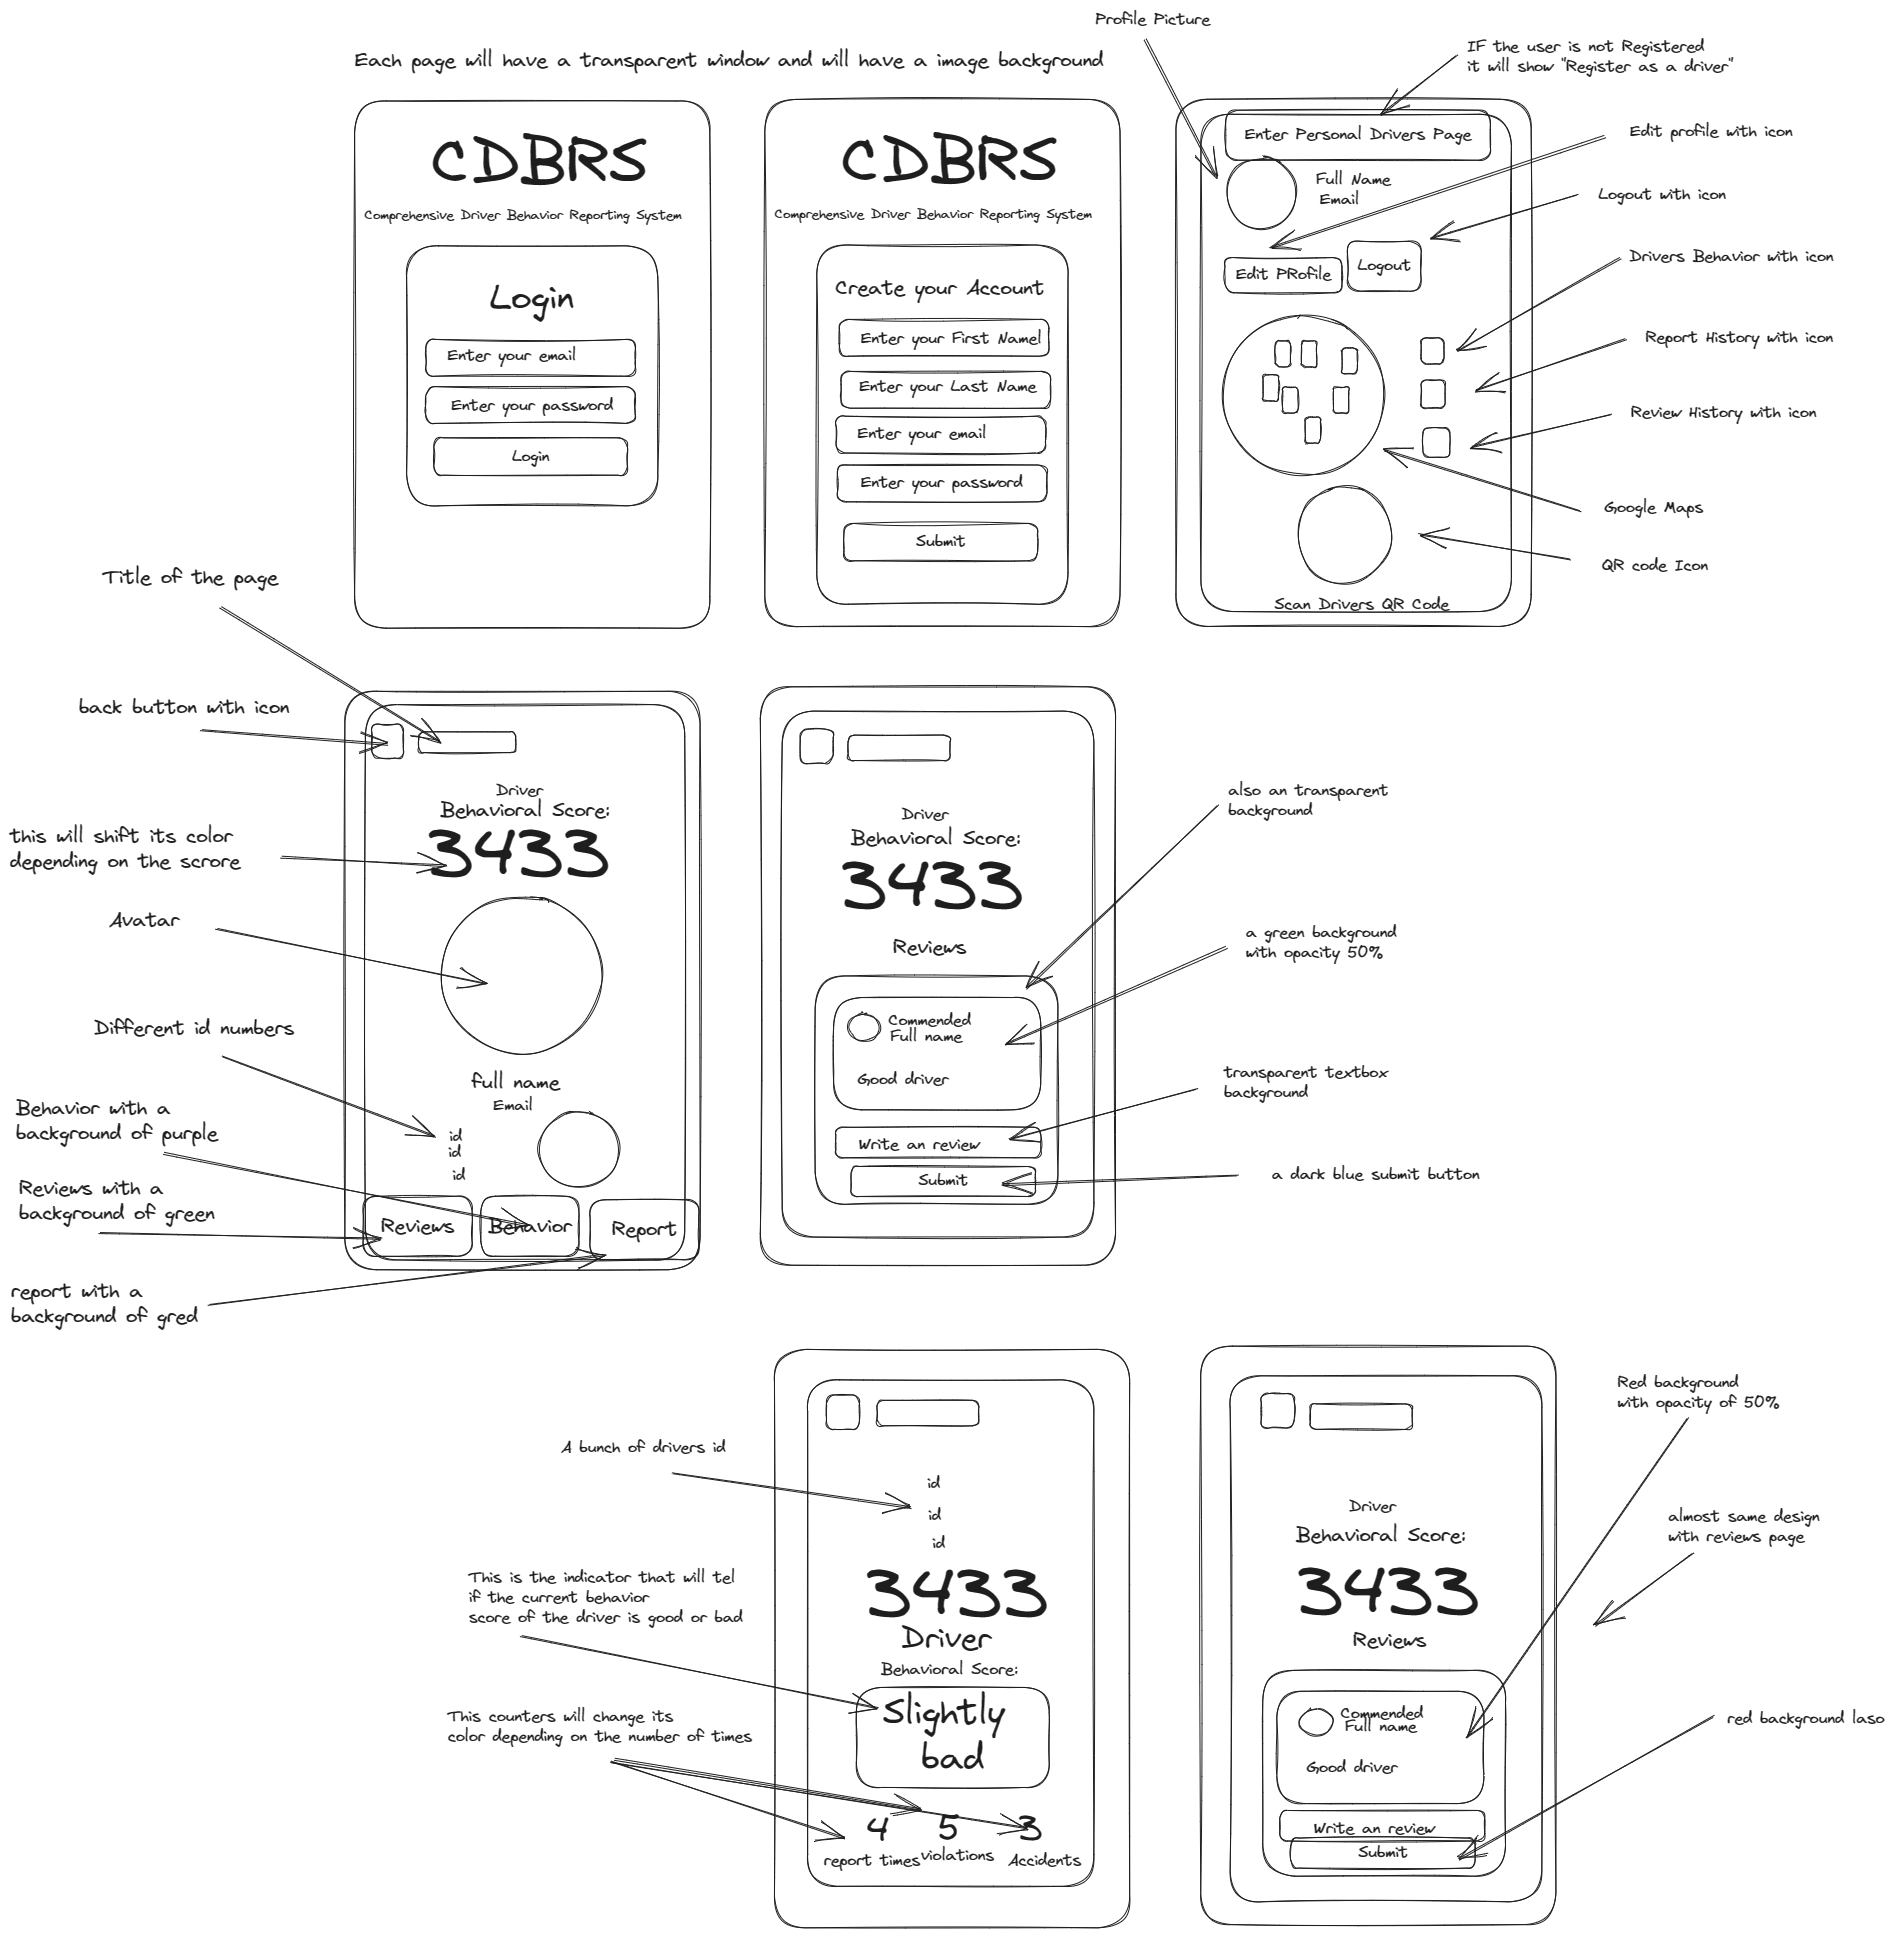 Profile Picture
Each page will have a transparent window and will have a image background
IF the user is not Registered
it will show "Register as a driver"
CDBRS
Comprehensive Driver Behavior Reporting System
Login
Enter your email
Enter your password
Login
CDBRS
Comprehensive Driver Behavior Reporting System
Create your Account
Enter your First Namel
Enter your Last Name
Enter your email
Enter your password
Submit
Enter Personal Drivers Page
Full Name
Email
Edit PRofile
Logout
Scan Drivers QR Code
Edit profile with icon
Logout with icon
Drivers Behavior with icon
Report History with icon
Review History with icon
Google Maps
QR code Icon
Title of the page
back button with icon
this will shift its color
depending on the scrore
Avatar
Different id numbers
Behavior with a
background of purple
Reviews with a
background of green
report with a
background of gred
Driver
Behavioral Score:
3433
full name
Email
id
id
id
Reviews
Behavior
Report
Driver
Behavioral Score:
3433
Reviews
Commended
Full name
Good driver
Write an review
Submit
also an transparent
background
a green background
with opacity 50%
transparent textbox
background
a dark blue submit button
A bunch of drivers id
This is the indicator that will tel
if the current behavior
score of the driver is good or bad
This counters will change its
color depending on the number of times
id
id
id
3433
Driver
Behavioral Score:
Slightly
bad
4
5
3
report times
violations
Accidents
Driver
Behavioral Score:
3433
Reviews
Commended
Full name
Good driver
Write an review
Submit
Red background
with opacity of 50%
almost same design
with reviews page
red background laso